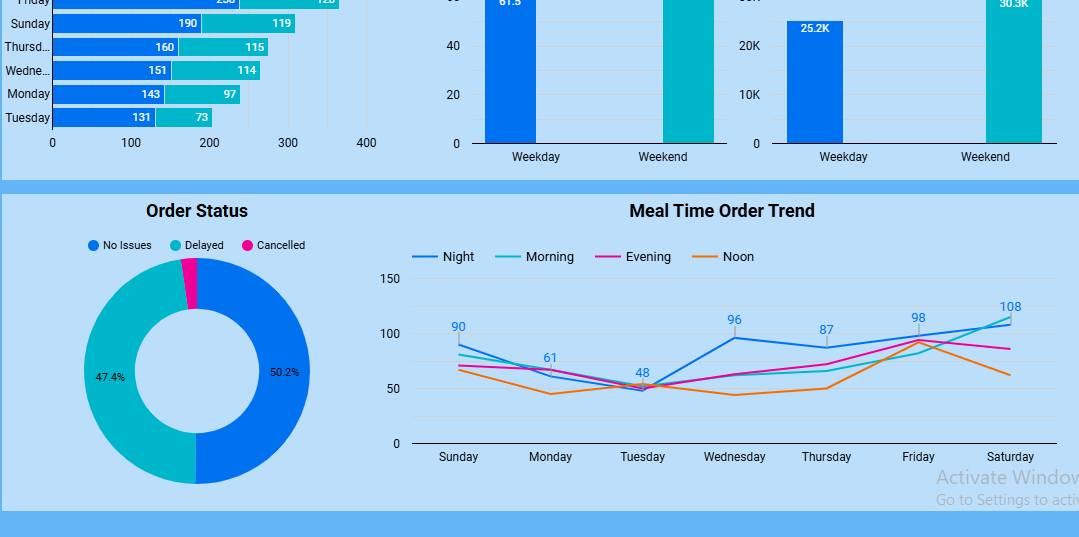 Sunday 190 119
Thursd... 160 115
Wedne... 151 114
Monday 143 97
Tuesday 131 73
0 100 200 300 400
61.5
40
20
0
Weekday Weekend
25.2K 30.3K
20K
10K
0
Weekday Weekend
Order Status
No Issues Delayed Cancelled
47.4% 50.2%
Meal Time Order Trend
Night Morning Evening Noon
150
100
50
0
90 61 48 96 87 98 108
Sunday Monday Tuesday Wednesday Thursday Friday Saturday
Activate Window
Go to Settings to activ